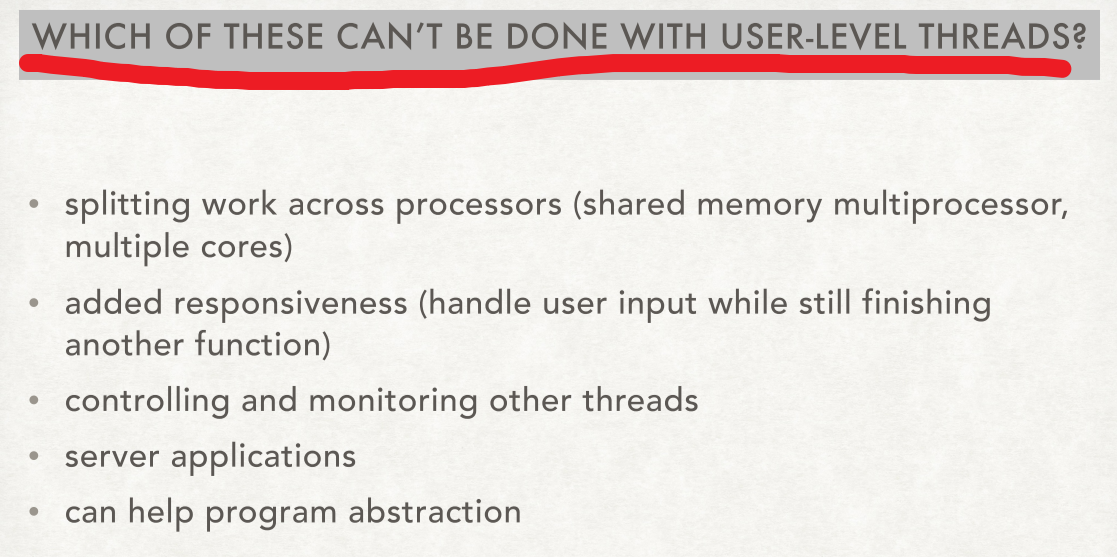 WHICH OF THESE CAN'T BE DONE WITH USER-LEVEL THREADS?
• splitting work across processors (shared memory multiprocessor,
multiple cores)
• added responsiveness (handle user input while still finishing
another function)
• controlling and monitoring other threads
• server applications
• can help program abstraction